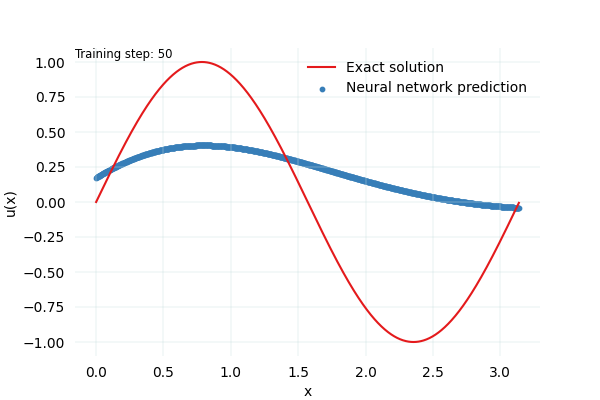 Training step: 50
Exact solution
Neural network prediction
1.00
0.75
0.50
0.25
0.00
−0.25
−0.50
−0.75
−1.00
u(x)
0.0 0.5 1.0 1.5 2.0 2.5 3.0
x